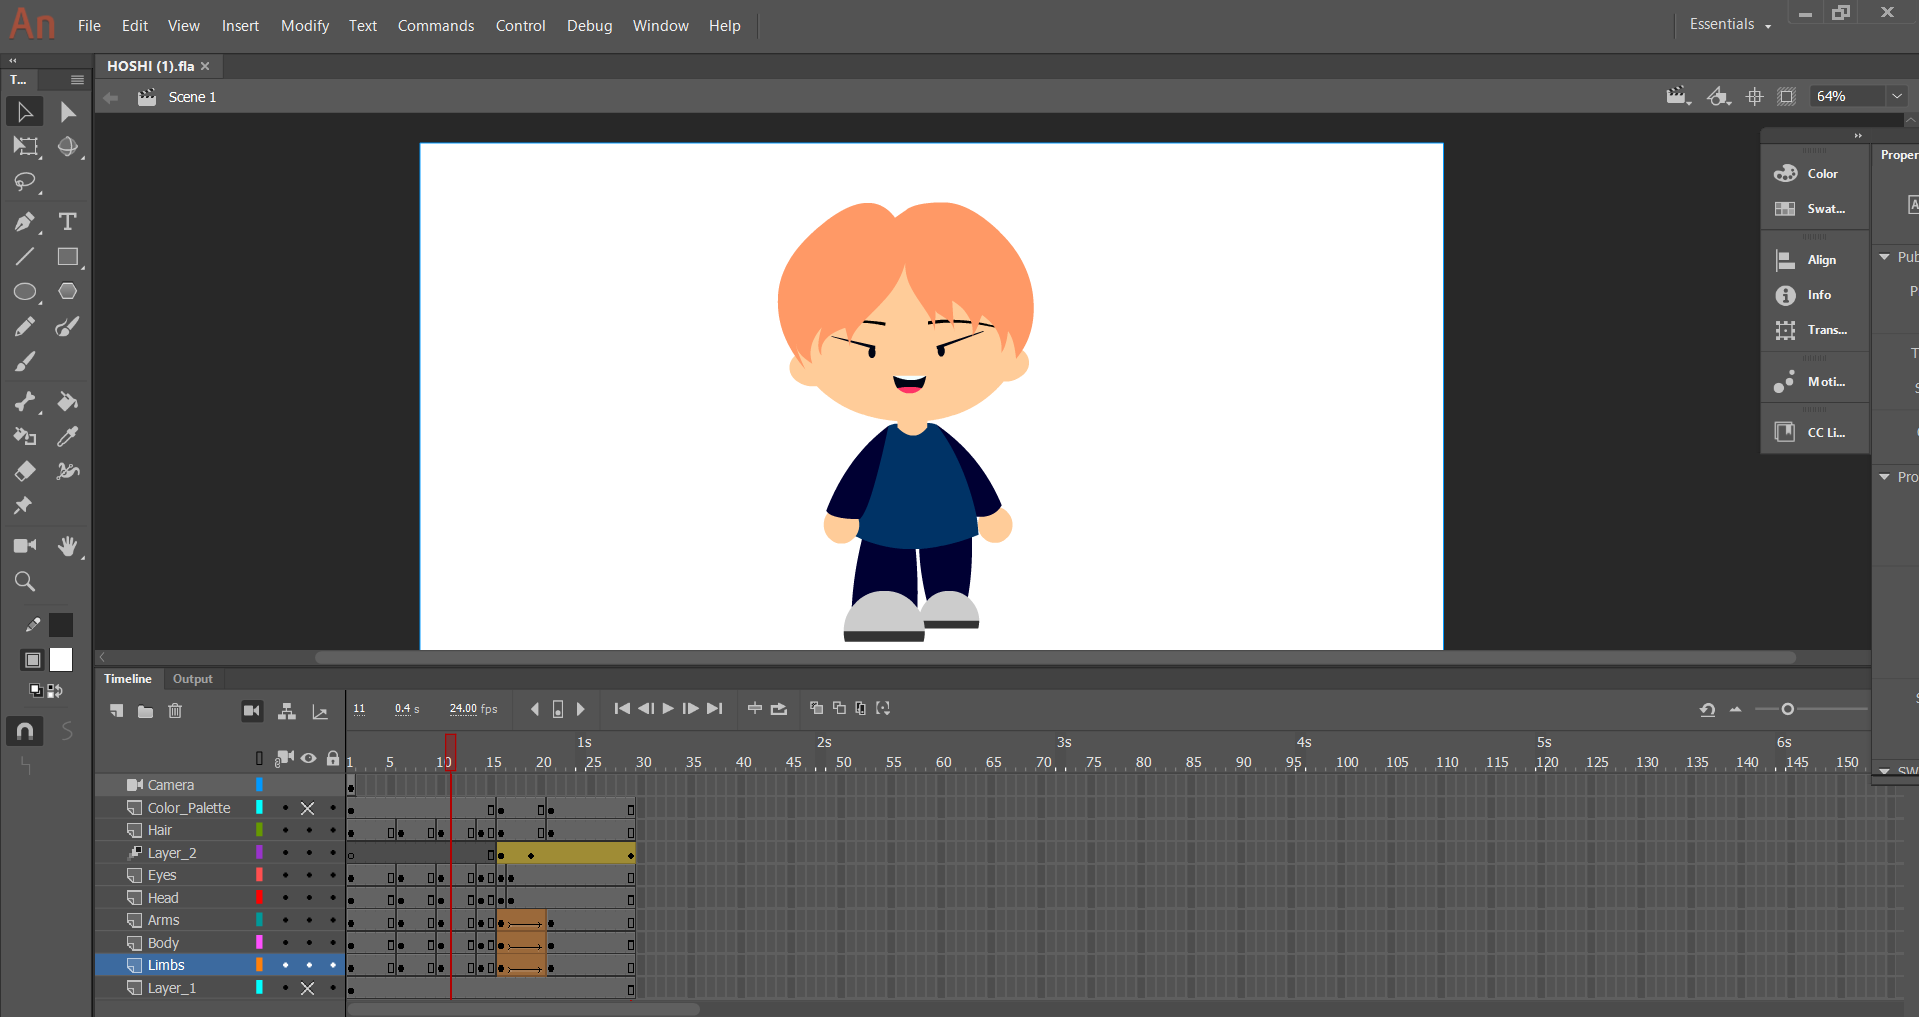 An File Edit View Insert Modify Text Commands Control Debug Window Help Essentials
HOSHI (1).fla
T...
Scene 1
64%
Proper
Color
Swat...
Align
Info
Trans...
Moti...
CC Li...
Pub
P
T
S
Pro
S
SW
Timeline Output
11 0.4 s 24.00 fps
1s 2s 3s 4s 5s 6s
1 5 10 15 20 25 30 35 40 45 50 55 60 65 70 75 80 85 90 95 100 105 110 115 120 125 130 135 140 145 150
Camera
Color_Palette
Hair
Layer_2
Eyes
Head
Arms
Body
Limbs
Layer_1